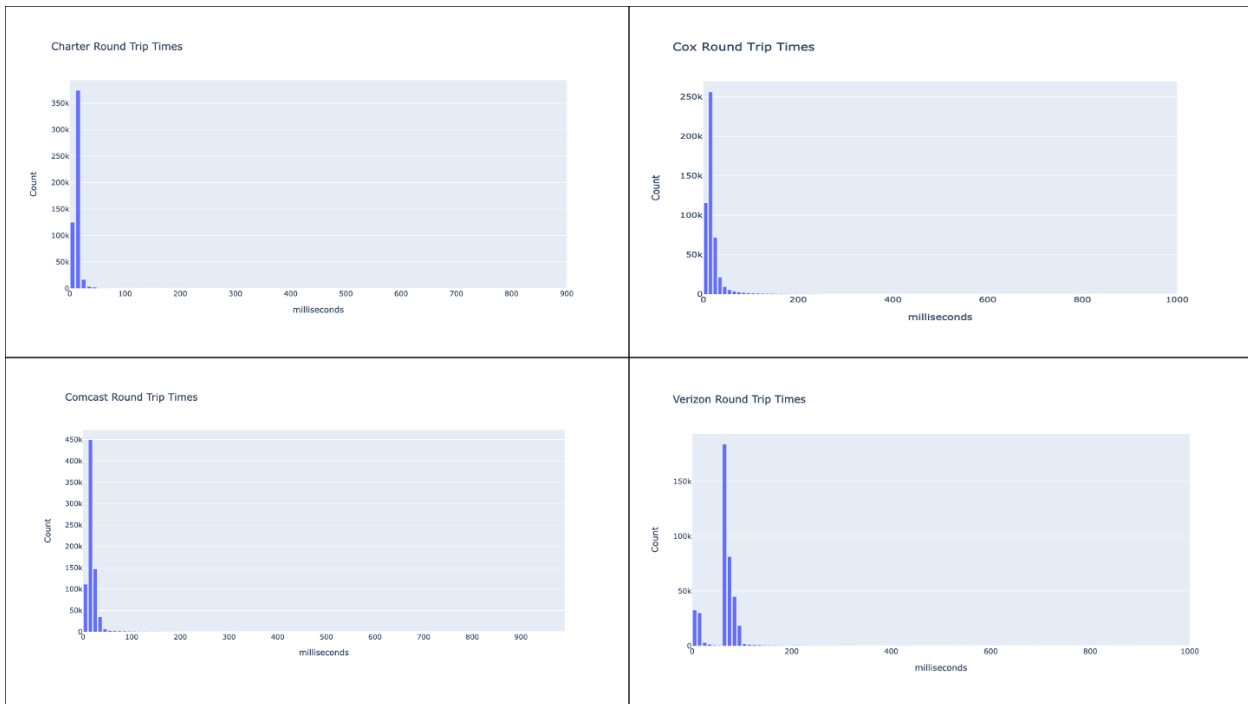 Charter Round Trip Times
350k
300k
250k
200k
150k
100k
50k
0
Count
0 100 200 300 400 500 600 700 800 900
milliseconds
Cox Round Trip Times
250k
200k
150k
100k
50k
0
Count
0 200 400 600 800 1000
milliseconds
Comcast Round Trip Times
450k
400k
350k
300k
250k
200k
150k
100k
50k
0
Count
0 100 200 300 400 500 600 700 800 900
milliseconds
Verizon Round Trip Times
150k
100k
50k
0
Count
0 200 400 600 800 1000
milliseconds